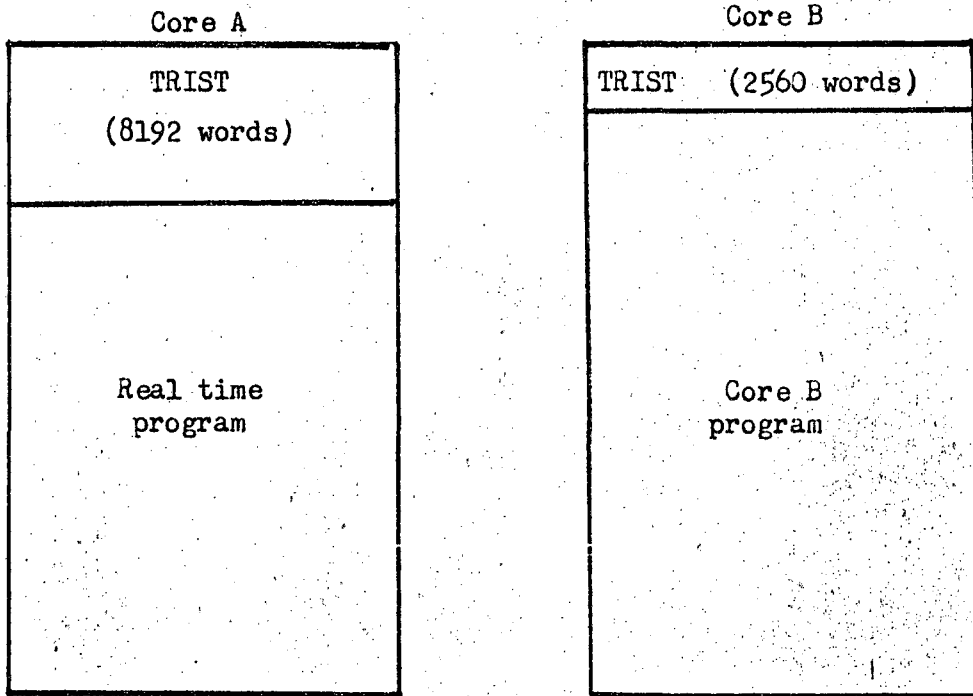 Core A
TRIST
(8192 words)
Real time
program
Core B
TRIST (2560 words)
Core B
program